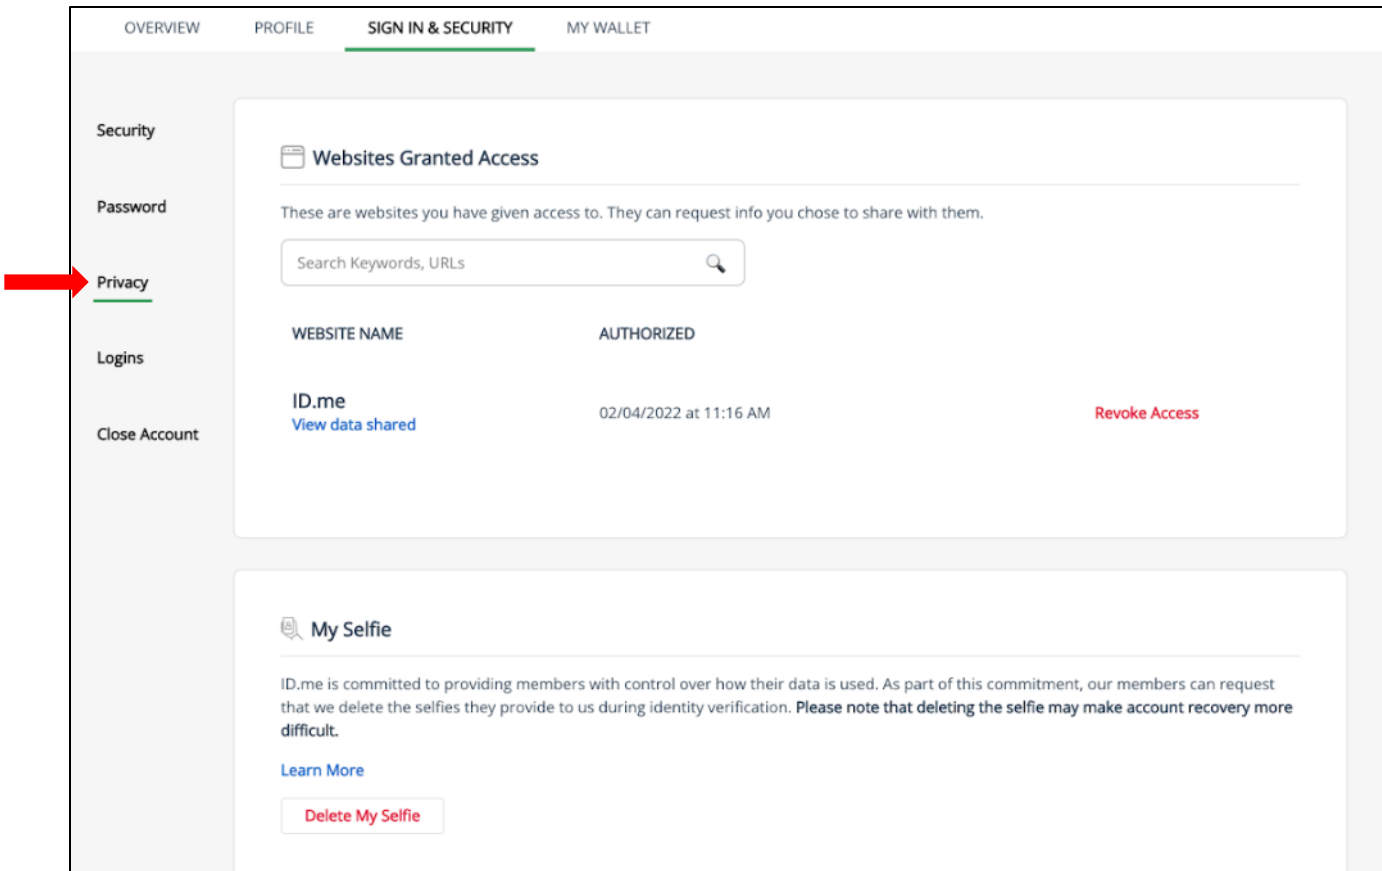 OVERVIEW PROFILE SIGN IN & SECURITY MY WALLET
Security
Password
Privacy
Logins
Close Account
Websites Granted Access
These are websites you have given access to. They can request info you chose to share with them.
Search Keywords, URLs
WEBSITE NAME AUTHORIZED
ID.me
View data shared
02/04/2022 at 11:16 AM
Revoke Access
My Selfie
ID.me is committed to providing members with control over how their data is used. As part of this commitment, our members can request
that we delete the selfies they provide to us during identity verification. Please note that deleting the selfie may make account recovery more
difficult.
Learn More
Delete My Selfie